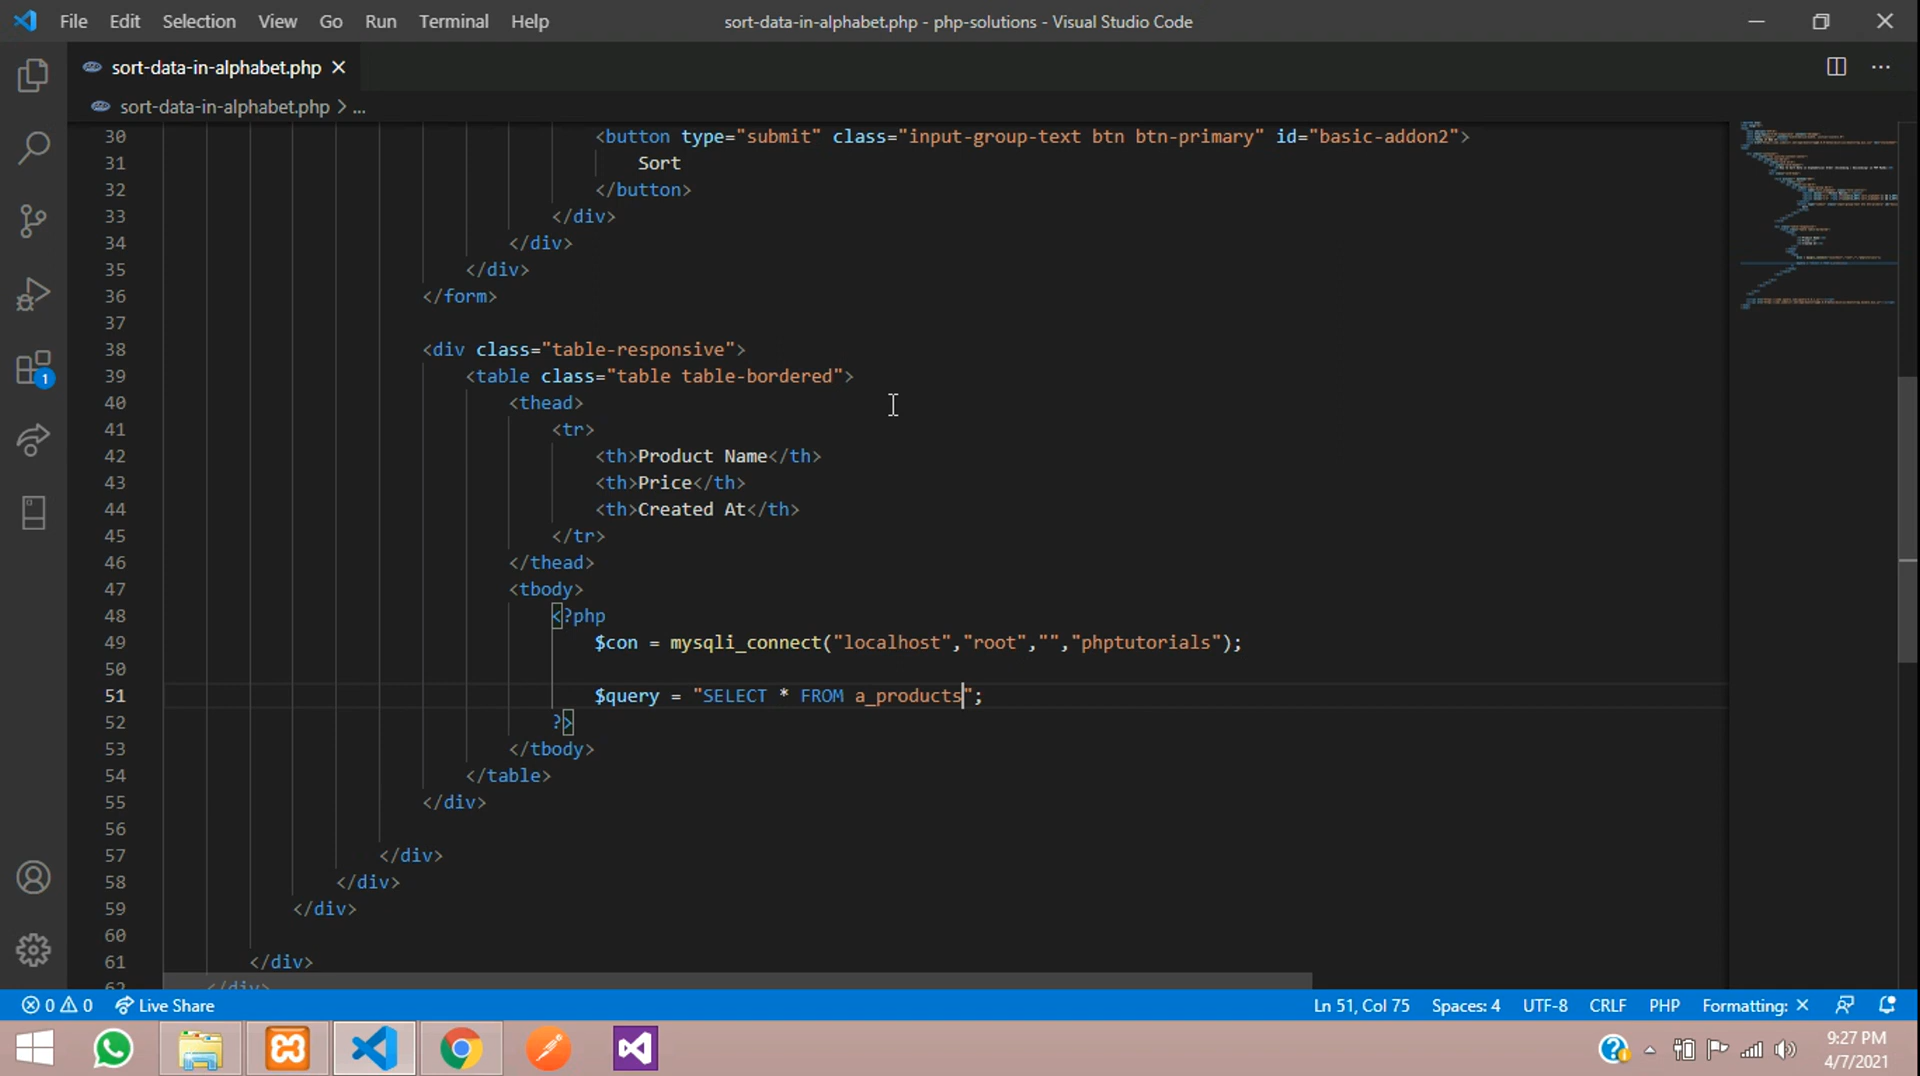 File Edit Selection View Go Run Terminal Help sort-data-in-alphabet.php - php-solutions - Visual Studio Code
sort-data-in-alphabet.php
sort-data-in-alphabet.php > ...
30 <button type="submit" class="input-group-text btn btn-primary" id="basic-addon2">
31 Sort
32 </button>
33 </div>
34 </div>
35 </div>
36 </form>
37
38 <div class="table-responsive">
39 <table class="table table-bordered">
40 <thead>
41 <tr>
42 <th>Product Name</th>
43 <th>Price</th>
44 <th>Created At</th>
45 </tr>
46 </thead>
47 <tbody>
48 <?php
49 $con = mysqli_connect("localhost","root","","phptutorials");
50
51 $query = "SELECT * FROM a_products";
52 ?>
53 </tbody>
54 </table>
55 </div>
56
57 </div>
58 </div>
59 </div>
60
61 </div>
62 </div>
1
0 0 Live Share Ln 51, Col 75 Spaces: 4 UTF-8 CRLF PHP Formatting: ×
9:27 PM
4/7/2021